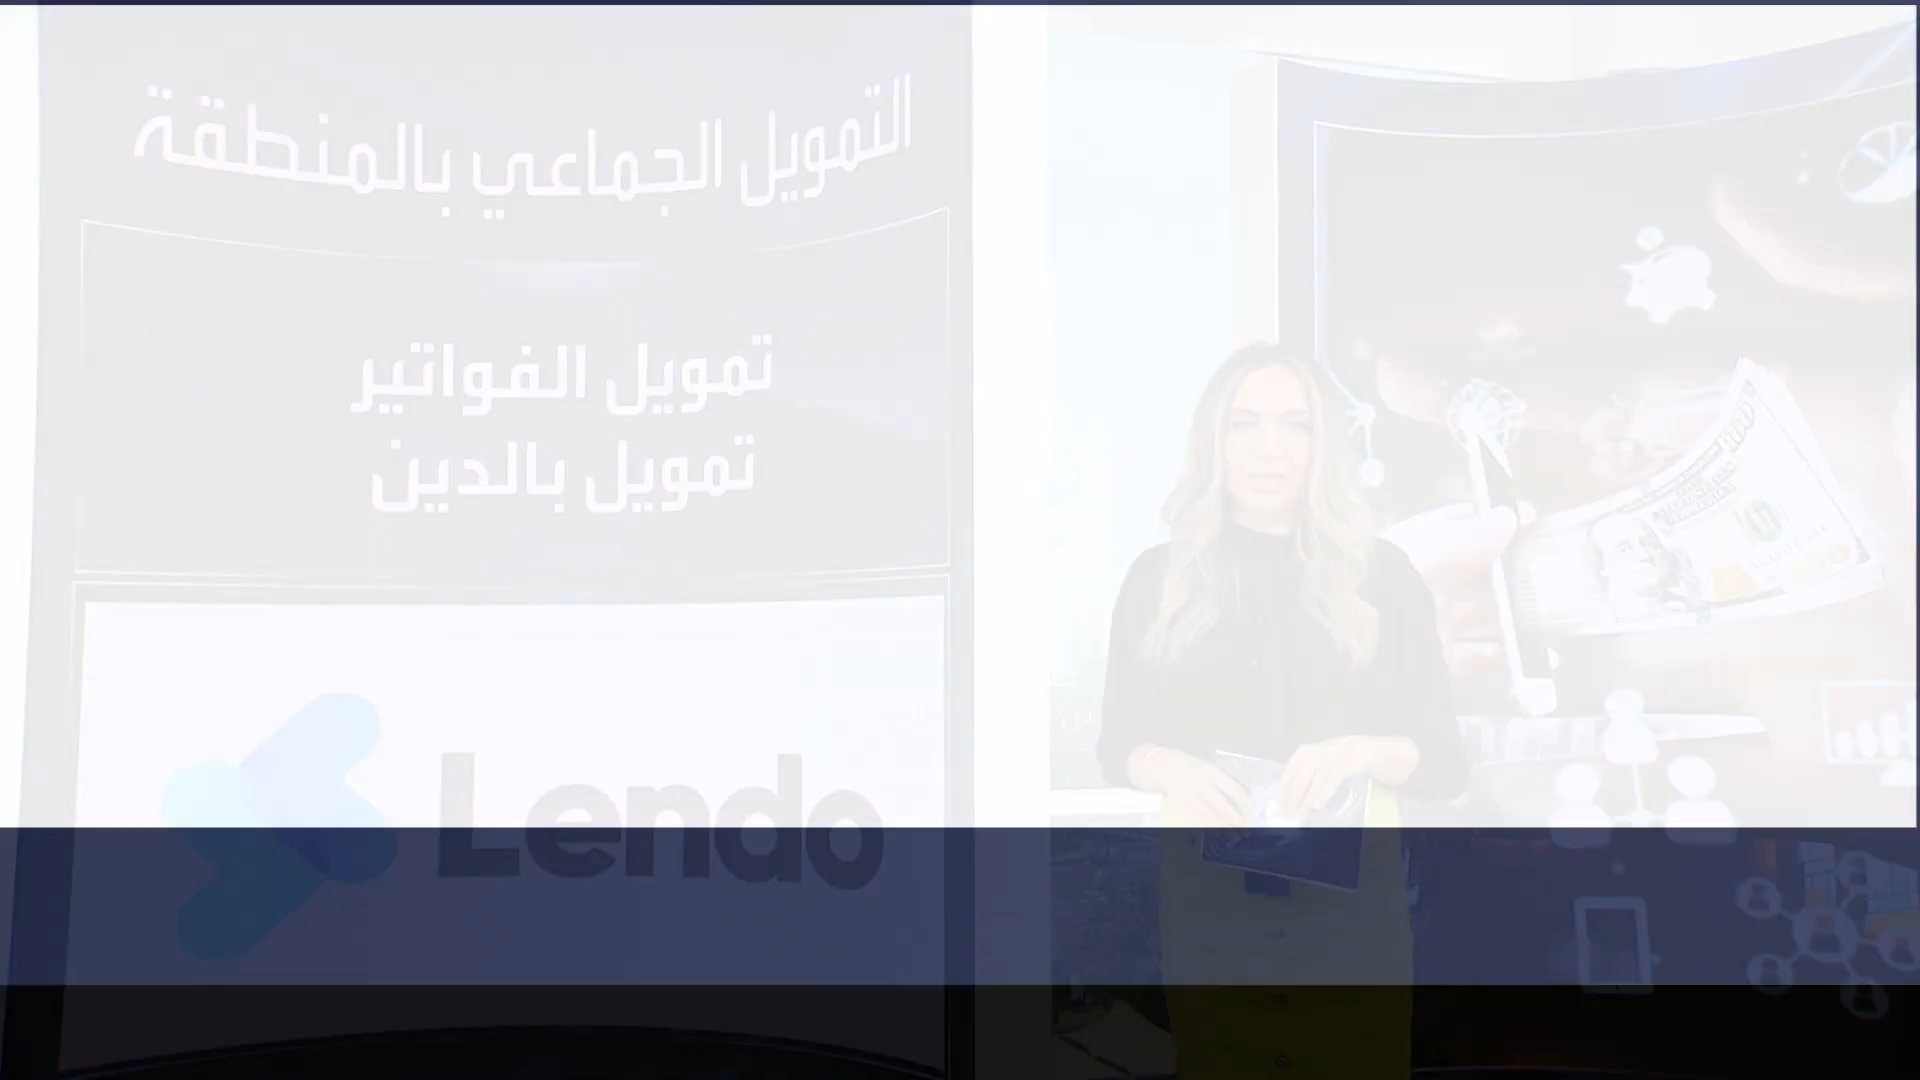 التمويل الجماعي بالمنطقة
تمويل الفواتير
تمويل بالدين
Lendo